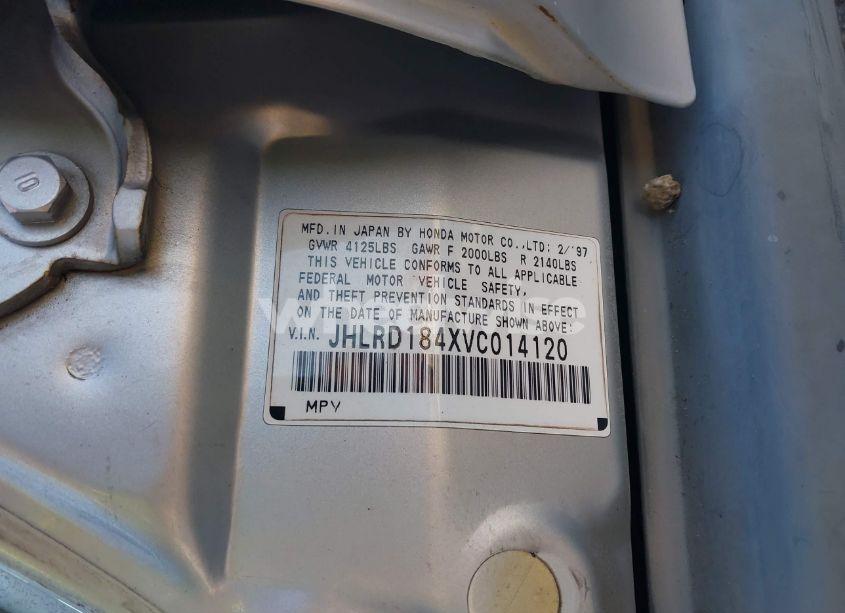 MFD. IN JAPAN BY HONDA MOTOR CO.,LTD: 2/'97
GVWR 4125LBS GAWR F 2000LBS R 2140LBS
THIS VEHICLE CONFORMS TO ALL APPLICABLE
FEDERAL MOTOR VEHICLE SAFETY,
AND THEFT PREVENTION STANDARDS IN EFFECT
ON THE DATE OF MANUFACTURE SHOWN ABOVE:
V.I.N. JHLRD184XVC014120
MPV
10